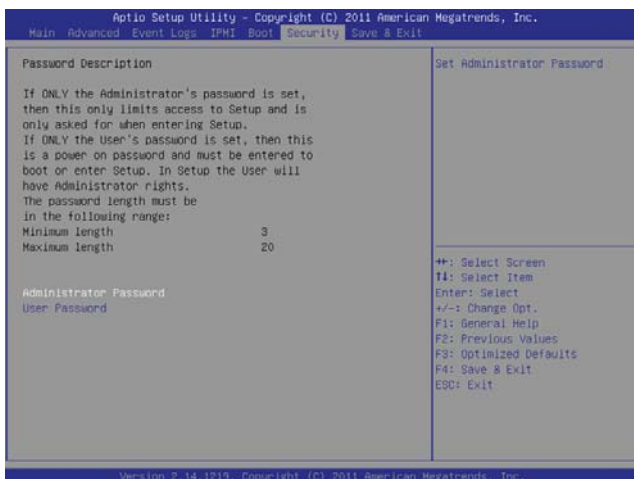 Aptio Setup Utility - Copyright (C) 2011 American Megatrends, Inc.
Main Advanced Event Logs IPMI Boot Security Save & Exit
Password Description
If ONLY the Administrator's password is set,
then this only limits access to Setup and is
only asked for when entering Setup.
If ONLY the User's password is set, then this
is a power on password and must be entered to
boot or enter Setup. In Setup the User will
have Administrator rights.
The password length must be
in the following range:
Minimum length 3
Maximum length 20
Administrator Password
User Password
Set Administrator Password
→←: Select Screen
↑↓: Select Item
Enter: Select
+/-: Change Opt.
F1: General Help
F2: Previous Values
F3: Optimized Defaults
F4: Save & Exit
ESC: Exit
Version 2.14.1219. Copyright (C) 2011 American Megatrends, Inc.